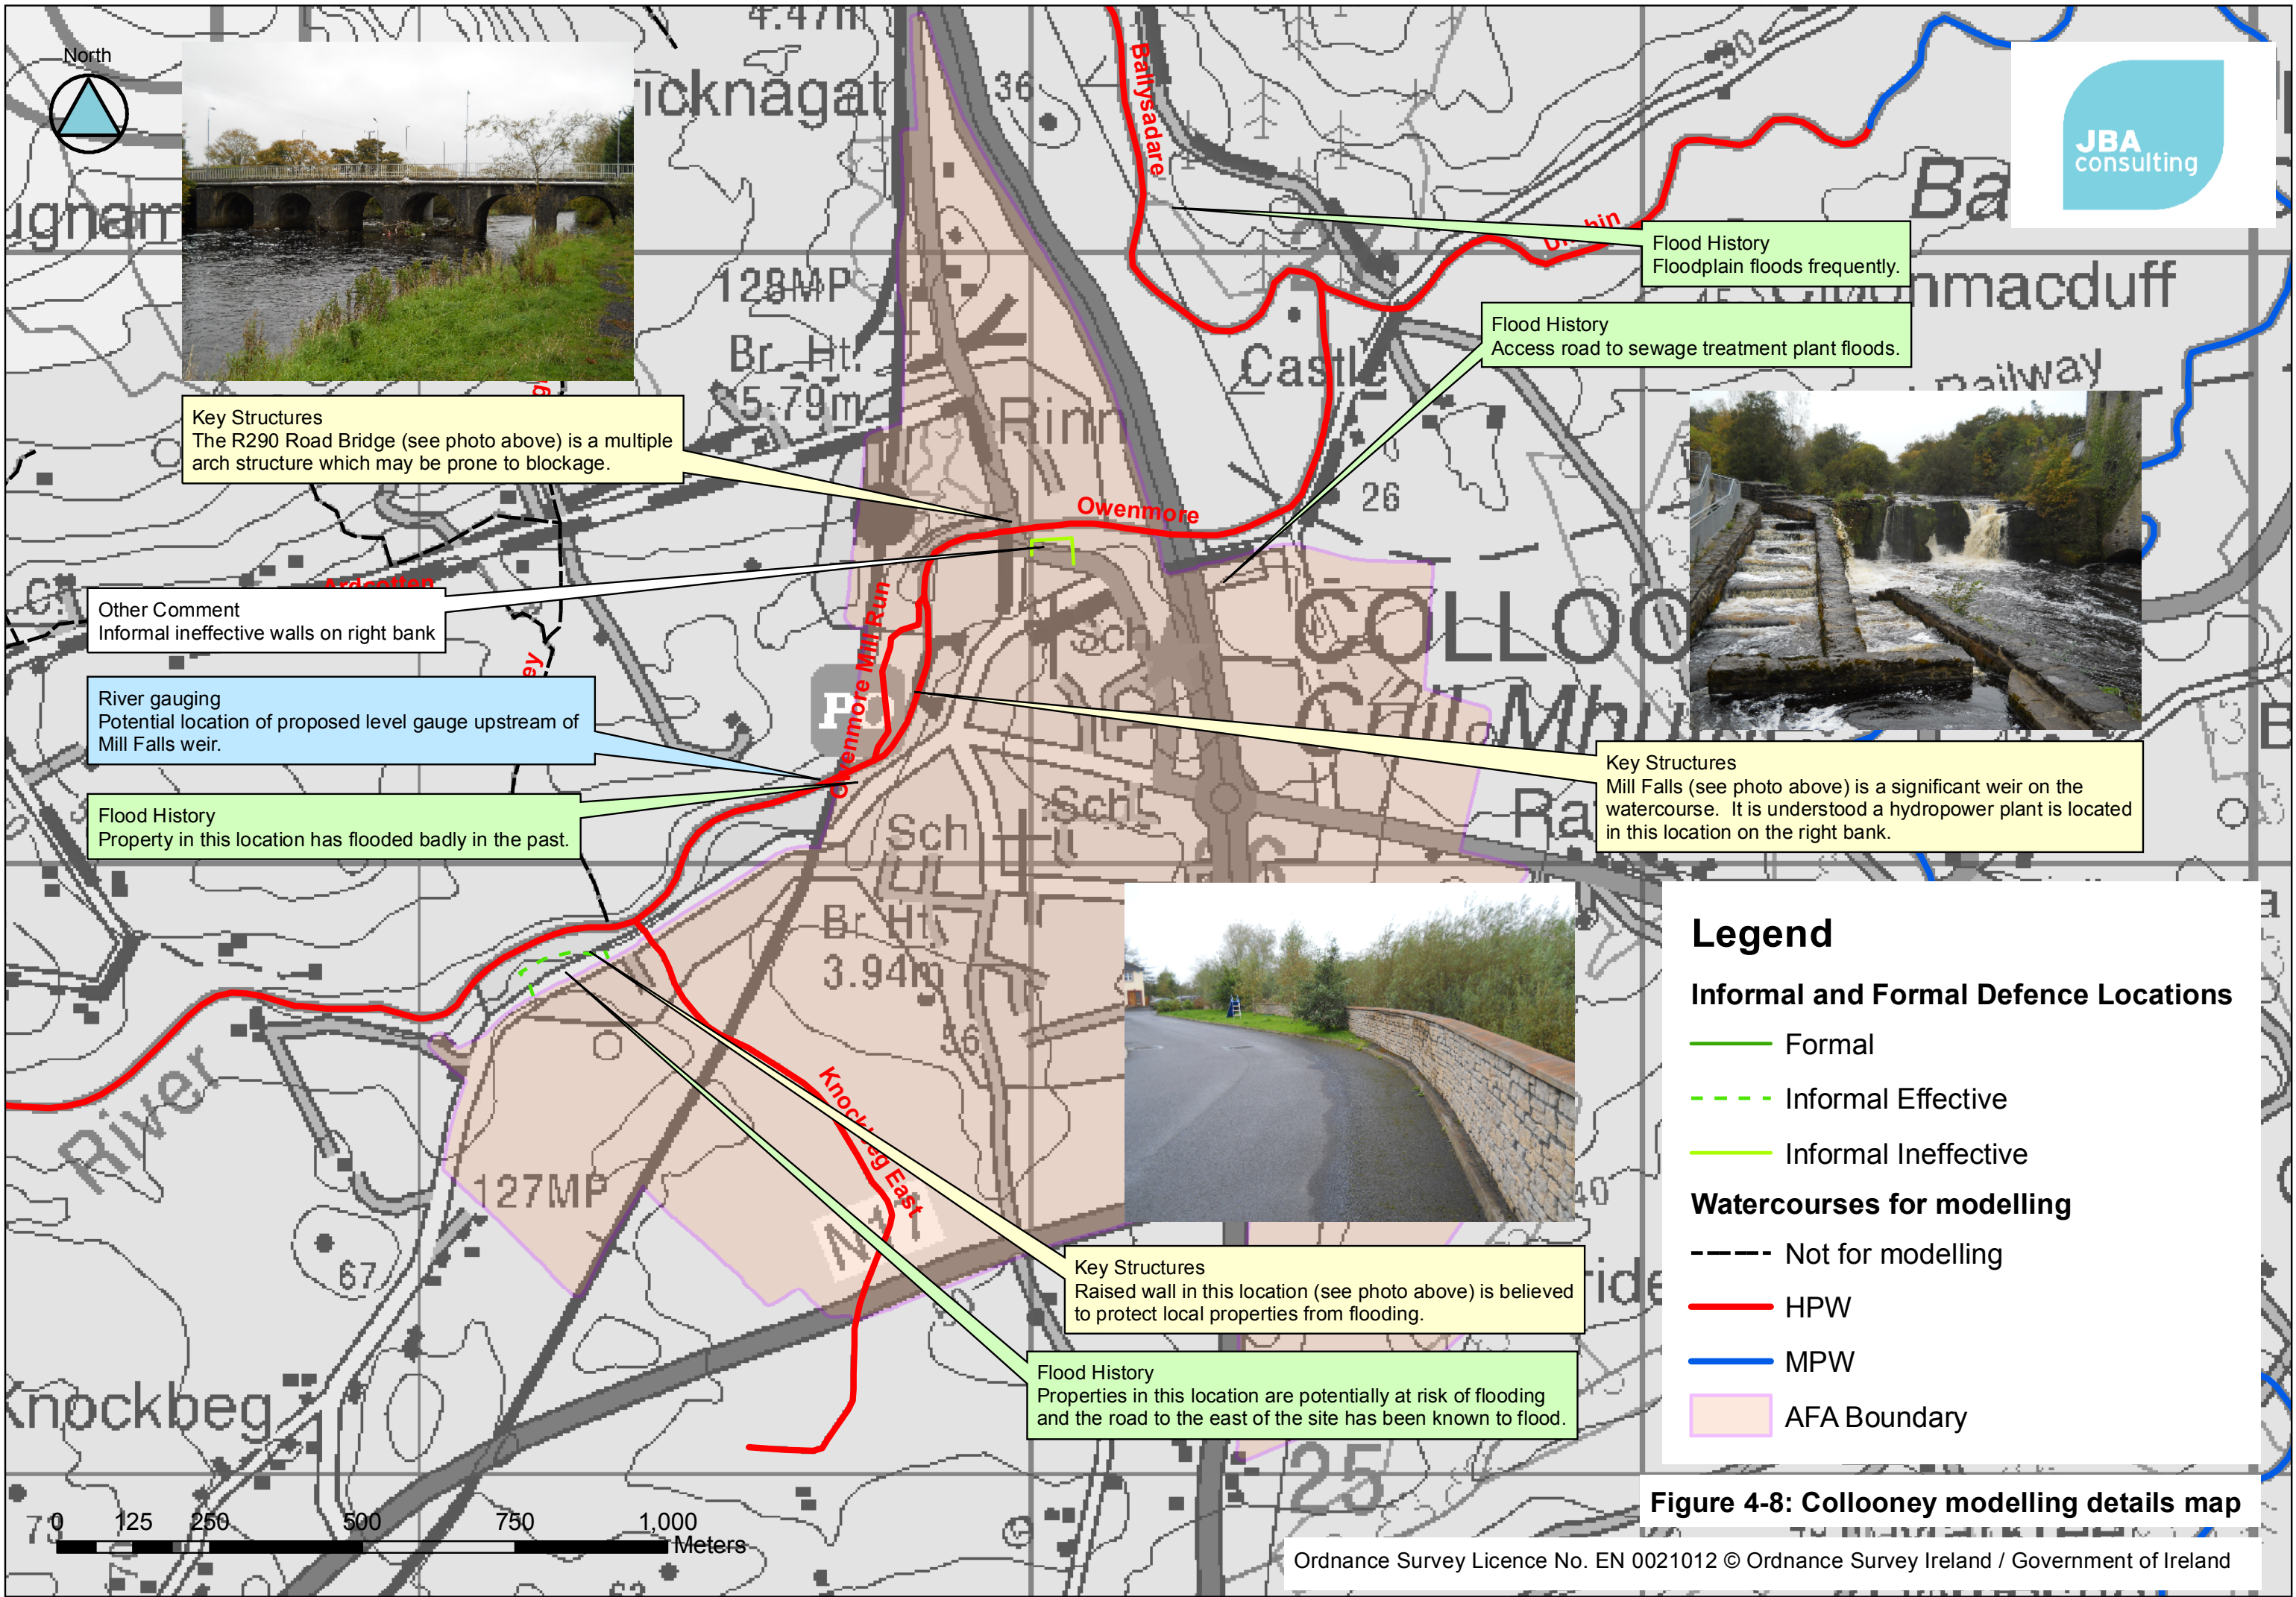 North
4.47m
ricknagat
36
30
Ballysadare
JBA
consulting
ugham
128MP
Br. Ht.
5.79m
Flood History
Floodplain floods frequently.
Flood History
Access road to sewage treatment plant floods.
Castle
Railway
Rinn
Key Structures
The R290 Road Bridge (see photo above) is a multiple
arch structure which may be prone to blockage.
Owenmore
26
Other Comment
Informal ineffective walls on right bank
Sch
Owenmore Mill Run
River gauging
Potential location of proposed level gauge upstream of
Mill Falls weir.
Key Structures
Mill Falls (see photo above) is a significant weir on the
watercourse. It is understood a hydropower plant is located
in this location on the right bank.
Flood History
Property in this location has flooded badly in the past.
Sch
Sch
Br Ht
3.94m
36
River
127MP
67
Knockbeg East
N11
Knockbeg
Key Structures
Raised wall in this location (see photo above) is believed
to protect local properties from flooding.
Flood History
Properties in this location are potentially at risk of flooding
and the road to the east of the site has been known to flood.
25
Legend
Informal and Formal Defence Locations
Formal
Informal Effective
Informal Ineffective
Watercourses for modelling
Not for modelling
HPW
MPW
AFA Boundary
0 125 250 500 750 1,000
Meters
Figure 4-8: Collooney modelling details map
Ordnance Survey Licence No. EN 0021012 © Ordnance Survey Ireland / Government of Ireland